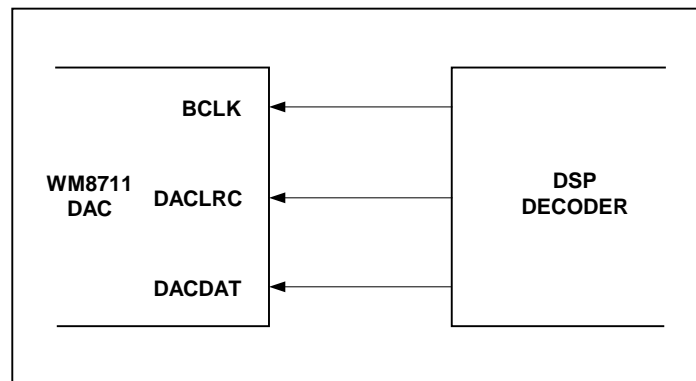 BCLK
WM8711
DAC
DACLRC
DSP
DECODER
DACDAT